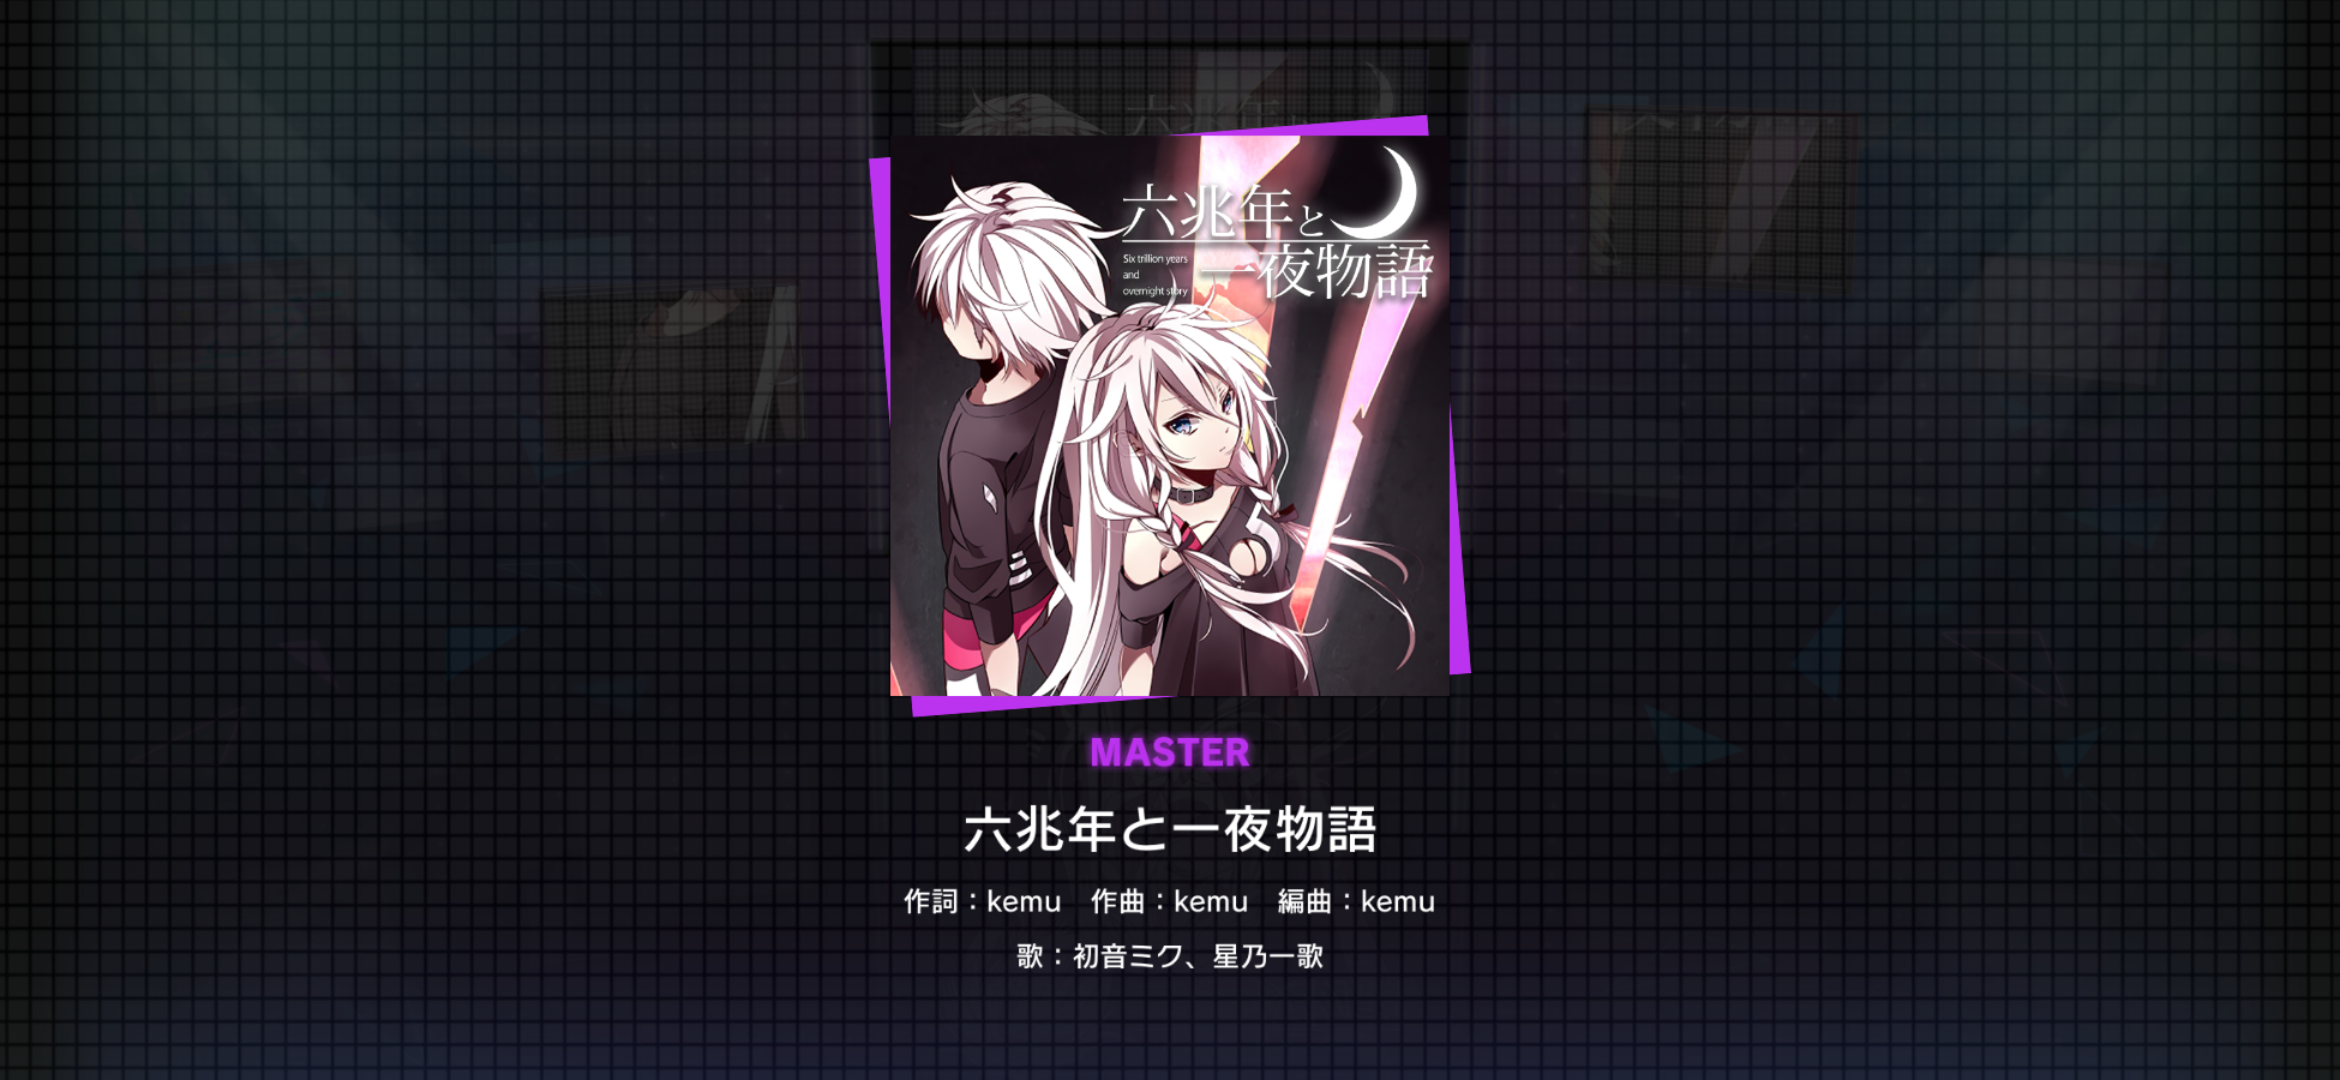 六兆年と
一夜物語
Six trillion years
and
overnight story
MASTER
六兆年と一夜物語
作詞：kemu　作曲：kemu　編曲：kemu
歌：初音ミク、星乃一歌